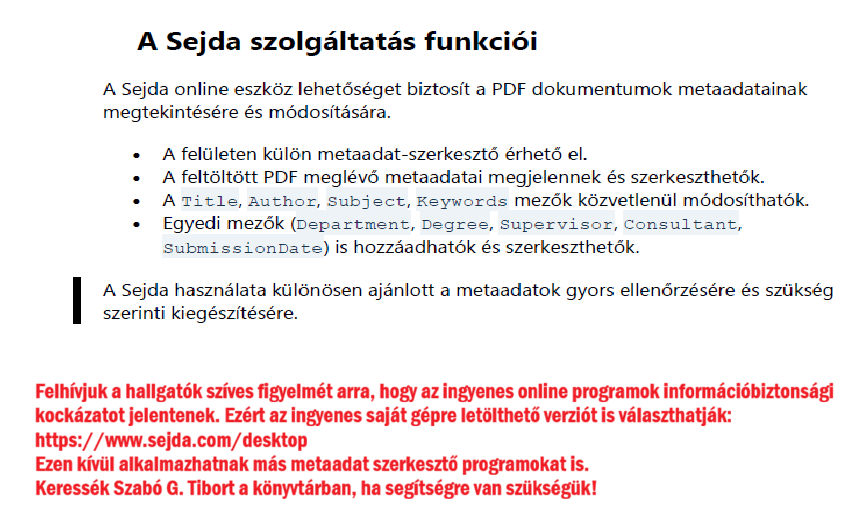 A Sejda szolgáltatás funkciói
A Sejda online eszköz lehetőséget biztosít a PDF dokumentumok metaadatainak
megtekintésére és módosítására.
• A felületen külön metaadat-szerkesztő érhető el.
• A feltöltött PDF meglévő metaadatai megjelennek és szerkeszthetők.
• A Title, Author, Subject, Keywords mezők közvetlenül módosíthatók.
• Egyedi mezők (Department, Degree, Supervisor, Consultant,
SubmissionDate) is hozzáadhatók és szerkeszthetők.
A Sejda használata különösen ajánlott a metaadatok gyors ellenőrzésére és szükség
szerinti kiegészítésére.
Felhívjuk a hallgatók szíves figyelmét arra, hogy az ingyenes online programok információbiztonsági
kockázatot jelentenek. Ezért az ingyenes saját gépre letölthető verziót is választhatják:
https://www.sejda.com/desktop
Ezen kívül alkalmazhatnak más metaadat szerkesztő programokat is.
Keressék Szabó G. Tibort a könyvtárban, ha segítségre van szükségük!